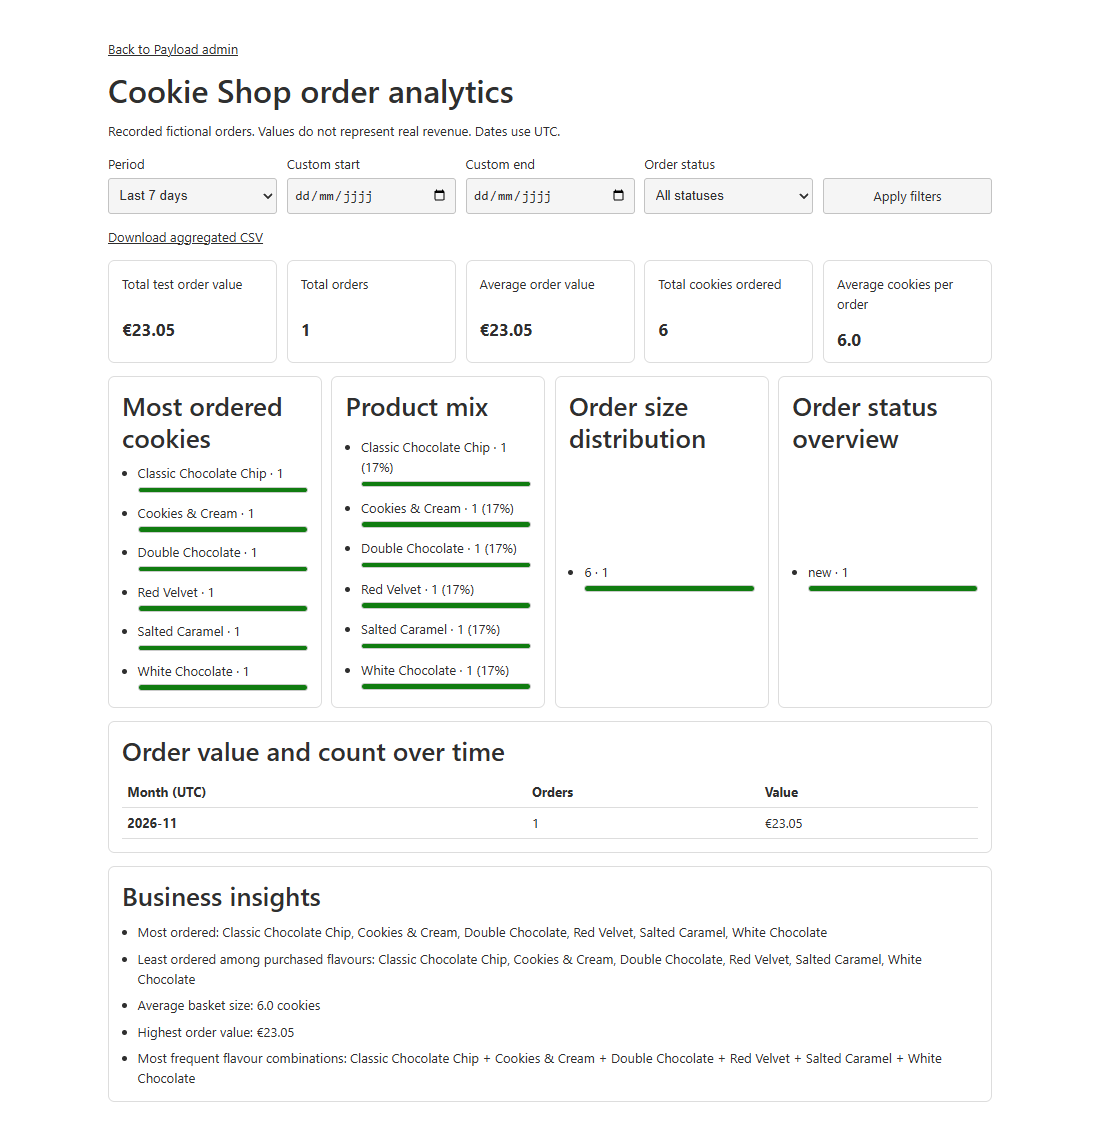 Back to Payload admin
Cookie Shop order analytics
Recorded fictional orders. Values do not represent real revenue. Dates use UTC.
Period
Custom start
Custom end
Order status
Last 7 days
dd/mm/jjjj
dd/mm/jjjj
All statuses
Apply filters
Download aggregated CSV
Total test order value
€23.05
Total orders
1
Average order value
€23.05
Total cookies ordered
6
Average cookies per
order
6.0
Most ordered
cookies
Classic Chocolate Chip · 1
Cookies & Cream · 1
Double Chocolate · 1
Red Velvet · 1
Salted Caramel · 1
White Chocolate · 1
Product mix
Classic Chocolate Chip · 1
(17%)
Cookies & Cream · 1 (17%)
Double Chocolate · 1 (17%)
Red Velvet · 1 (17%)
Salted Caramel · 1 (17%)
White Chocolate · 1 (17%)
Order size
distribution
6 · 1
Order status
overview
new · 1
Order value and count over time
Month (UTC) Orders Value
2026-11 1 €23.05
Business insights
Most ordered: Classic Chocolate Chip, Cookies & Cream, Double Chocolate, Red Velvet, Salted Caramel, White Chocolate
Least ordered among purchased flavours: Classic Chocolate Chip, Cookies & Cream, Double Chocolate, Red Velvet, Salted Caramel, White
Chocolate
Average basket size: 6.0 cookies
Highest order value: €23.05
Most frequent flavour combinations: Classic Chocolate Chip + Cookies & Cream + Double Chocolate + Red Velvet + Salted Caramel + White
Chocolate